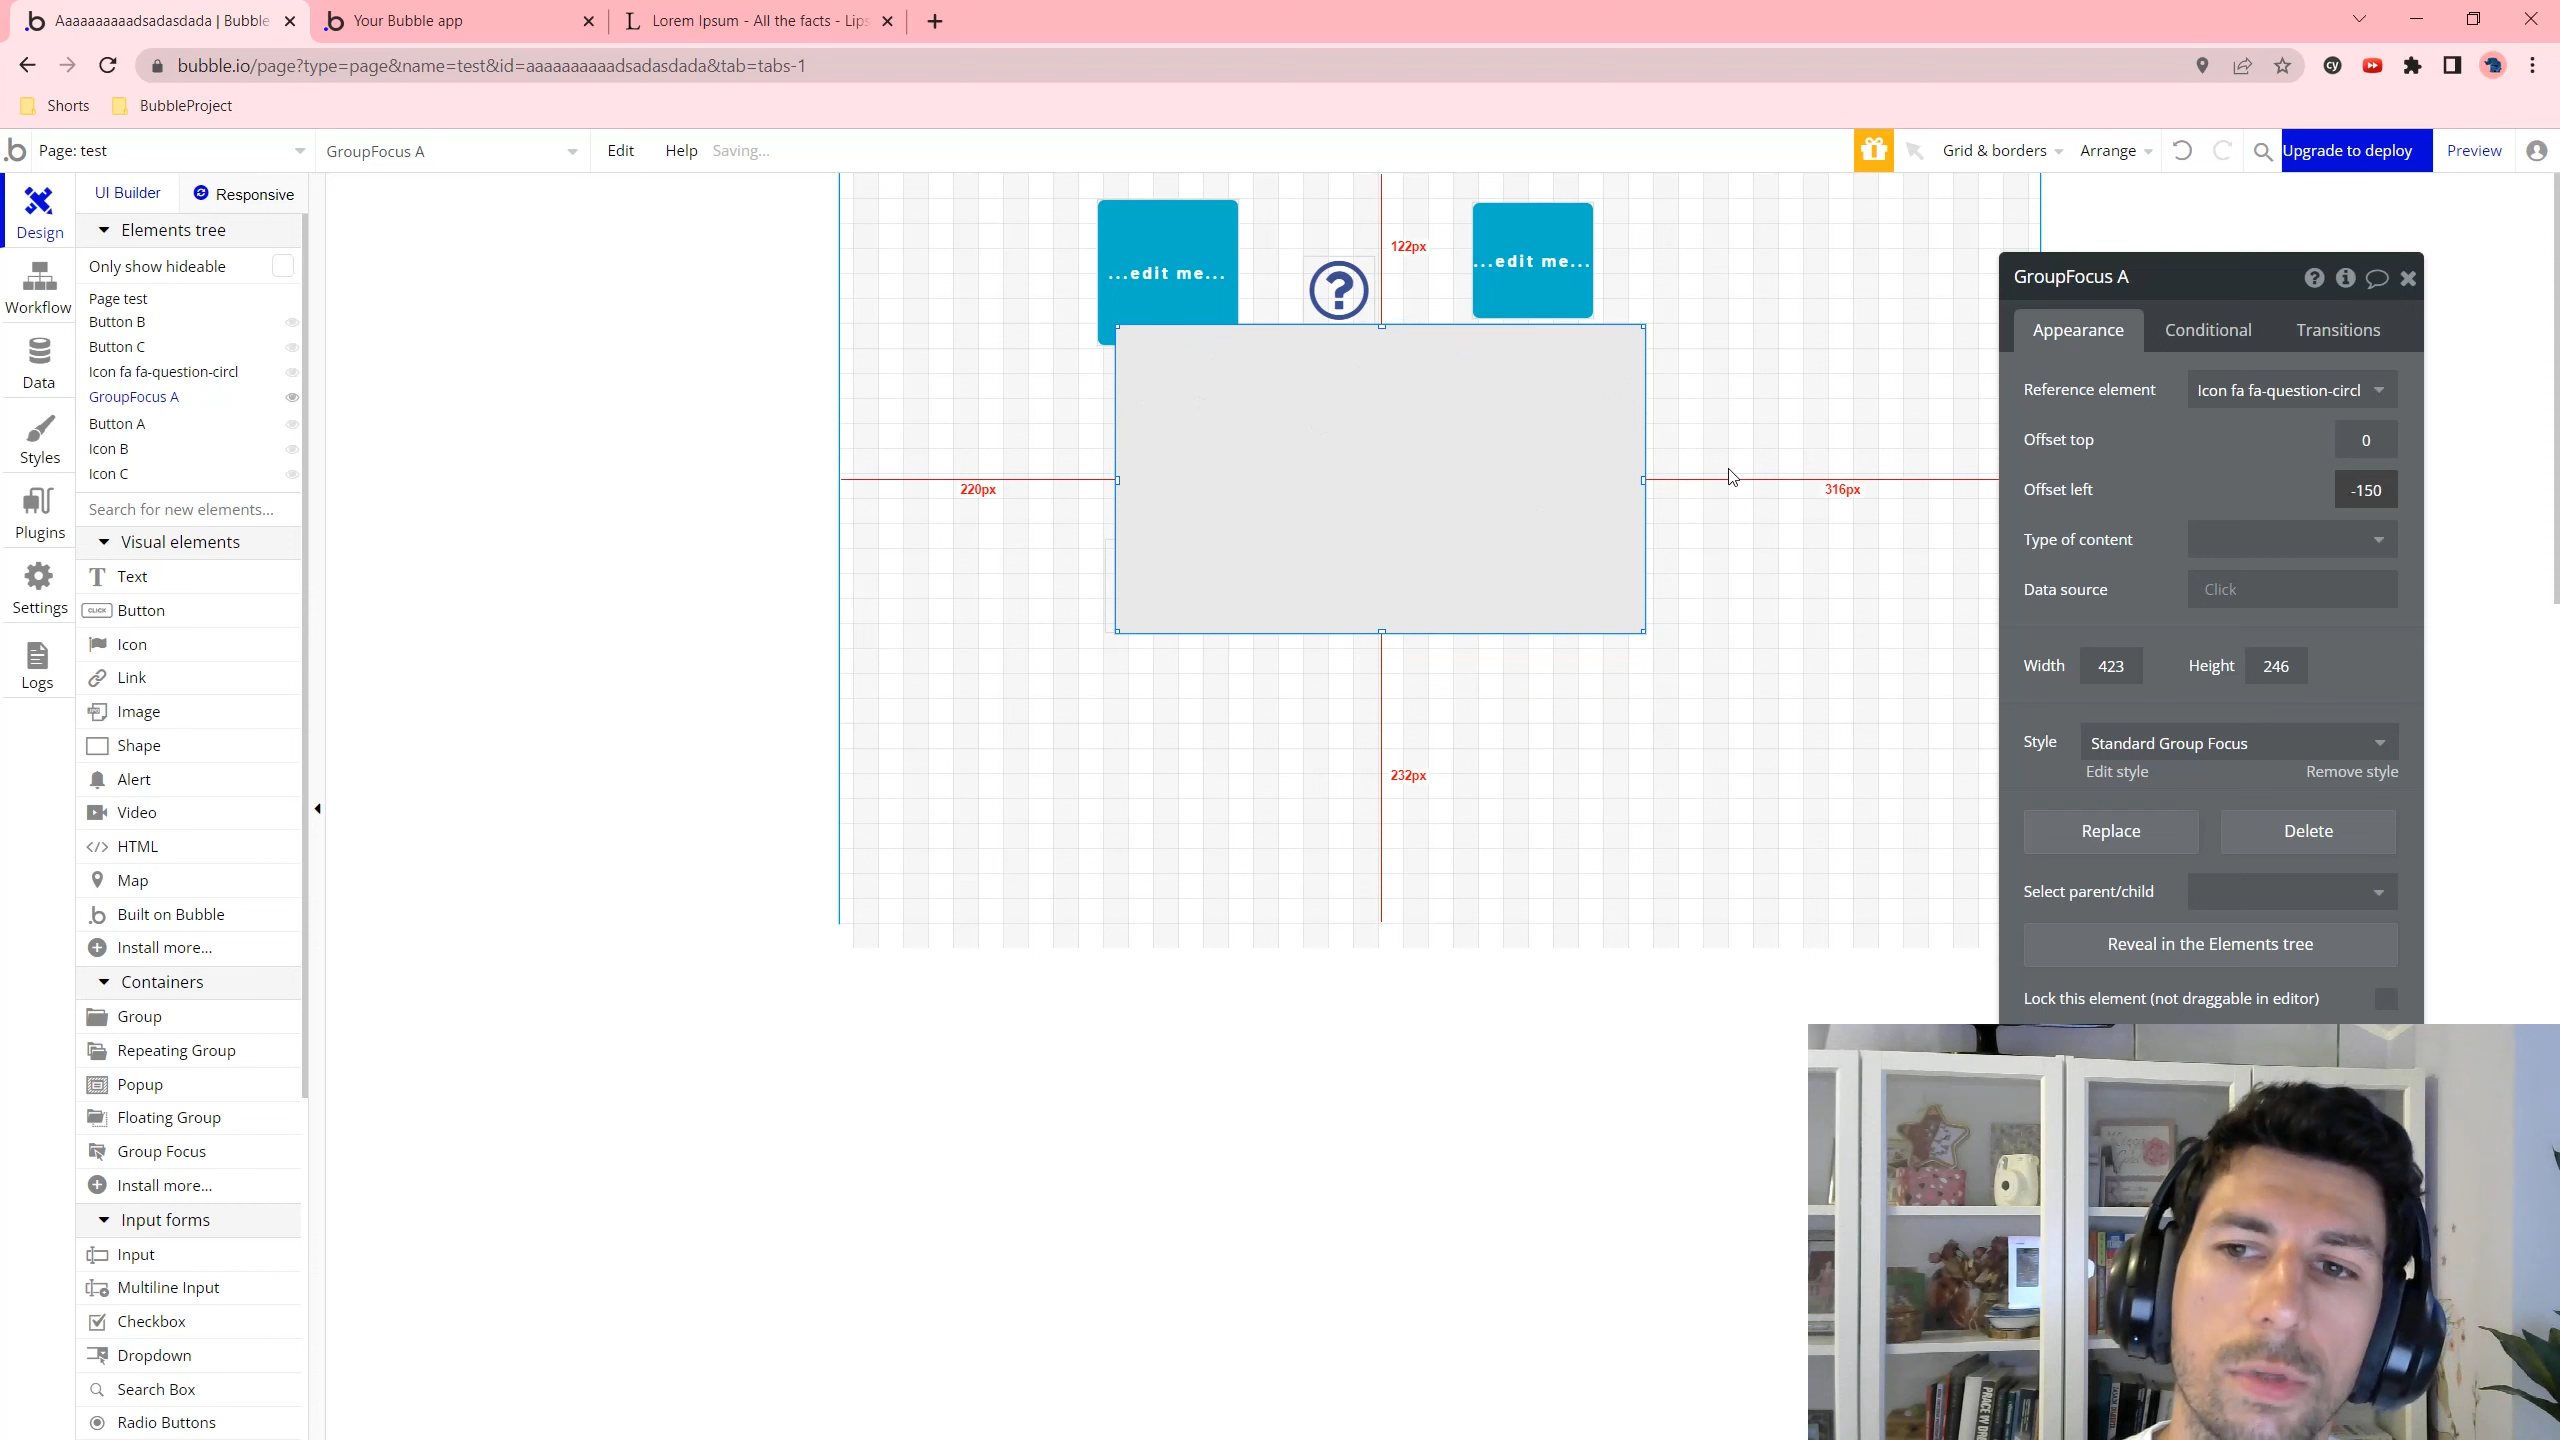 Aaaaaaaaaadsadasdada | Bubble
Your Bubble app
Lorem Ipsum - All the facts - Lips
bubble.io/page?type=page&name=test&id=aaaaaaaaaadsadasdada&tab=tabs-1
Shorts
BubbleProject
Page: test
GroupFocus A
Edit
Help
Saving...
Grid & borders
Arrange
Upgrade to deploy
Preview
Design
Workflow
Data
Styles
Plugins
Settings
Logs
UI Builder
Responsive
Elements tree
Only show hideable
Page test
Button B
Button C
Icon fa fa-question-circl
GroupFocus A
Button A
Icon B
Icon C
Search for new elements...
Visual elements
Text
CLICK Button
Icon
Link
Image
Shape
Alert
Video
HTML
Map
Built on Bubble
Install more...
Containers
Group
Repeating Group
Popup
Floating Group
Group Focus
Install more...
Input forms
Input
Multiline Input
Checkbox
Dropdown
Search Box
Radio Buttons
...edit me...
122px
...edit me...
220px
316px
232px
GroupFocus A
Appearance
Conditional
Transitions
Reference element
Icon fa fa-question-circl
Offset top
0
Offset left
-150
Type of content
Data source
Click
Width
423
Height
246
Style
Standard Group Focus
Edit style
Remove style
Replace
Delete
Select parent/child
Reveal in the Elements tree
Lock this element (not draggable in editor)